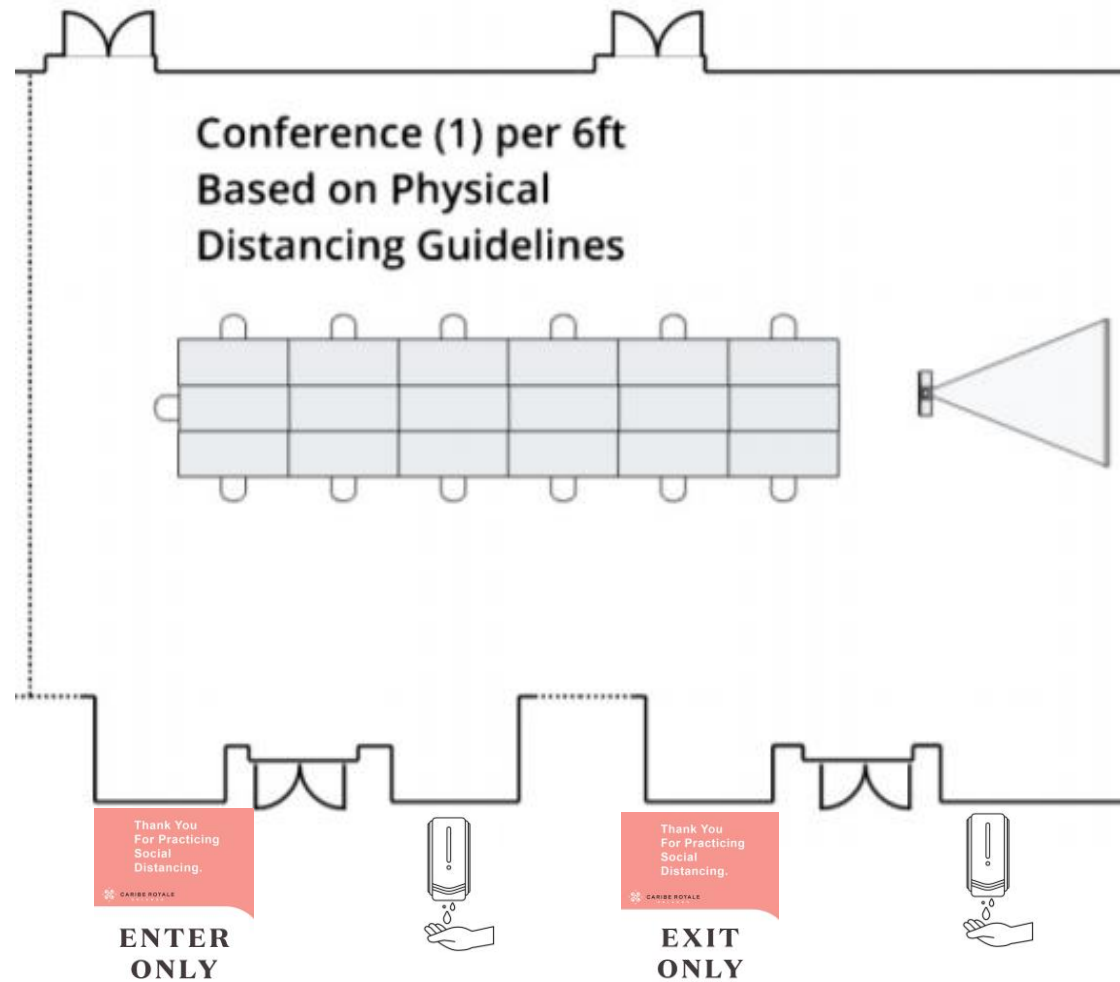 Conference (1) per 6ft
Based on Physical
Distancing Guidelines
Thank You
For Practicing
Social
Distancing.
CARIBE ROYALE
ENTER
ONLY
Thank You
For Practicing
Social
Distancing.
CARIBE ROYALE
EXIT
ONLY